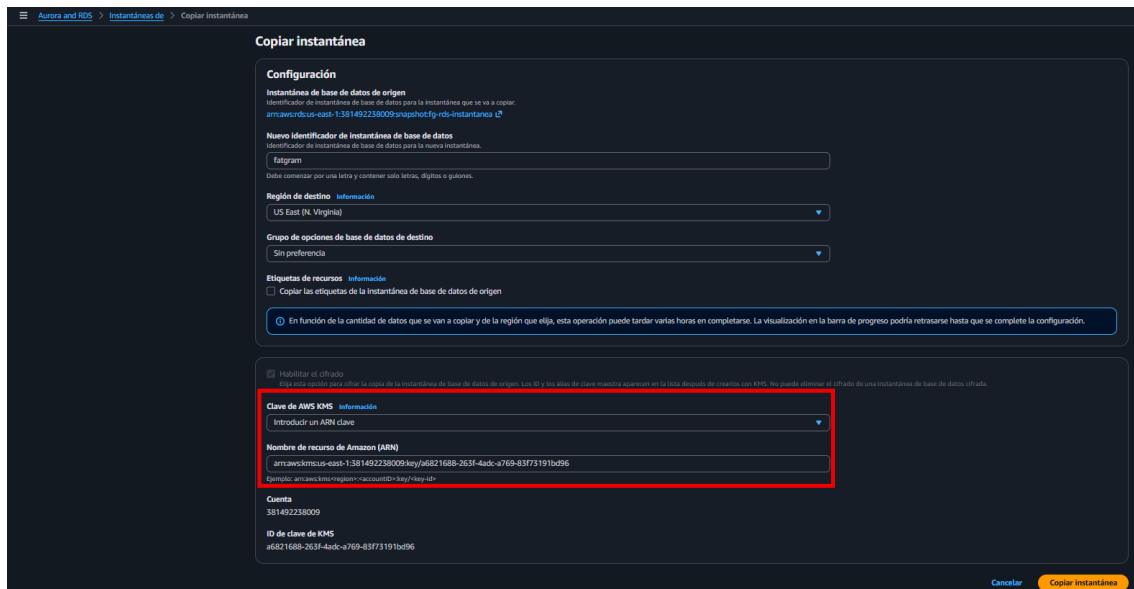 Aurora and RDS > Instantáneas de > Copiar instantánea
Copiar instantánea
Configuración
Instantánea de base de datos de origen
Identificador de instantánea de base de datos para la instantánea que se va a copiar.
arn:aws:rds:us-east-1:381492238009:snapshot:fg-rds-instantanea
Nuevo identificador de instantánea de base de datos
Identificador de instantánea de base de datos para la nueva instantánea.
fatgram
Debe comenzar por una letra y contener solo letras, dígitos o guiones.
Región de destino Información
US East (N. Virginia)
Grupo de opciones de base de datos de destino
Sin preferencia
Etiquetas de recursos Información
Copiar las etiquetas de la instantánea de base de datos de origen
En función de la cantidad de datos que se van a copiar y de la región que elija, esta operación puede tardar varias horas en completarse. La visualización en la barra de progreso podría retrasarse hasta que se complete la configuración.
Habilitar el cifrado
Elija esta opción para cifrar la copia de la instantánea de base de datos de origen. Los ID y los alias de clave maestra aparecen en la lista después de crearlos con KMS. No puede eliminar el cifrado de una instantánea de base de datos cifrada.
Clave de AWS KMS Información
Introducir un ARN clave
Nombre de recurso de Amazon (ARN)
arn:aws:kms:us-east-1:381492238009:key/a6821688-263f-4adc-a769-83f73191bd96
Ejemplo: arn:aws:kms<region>:<accountID>:key/<key-id>
Cuenta
381492238009
ID de clave de KMS
a6821688-263f-4adc-a769-83f73191bd96
Cancelar Copiar instantánea